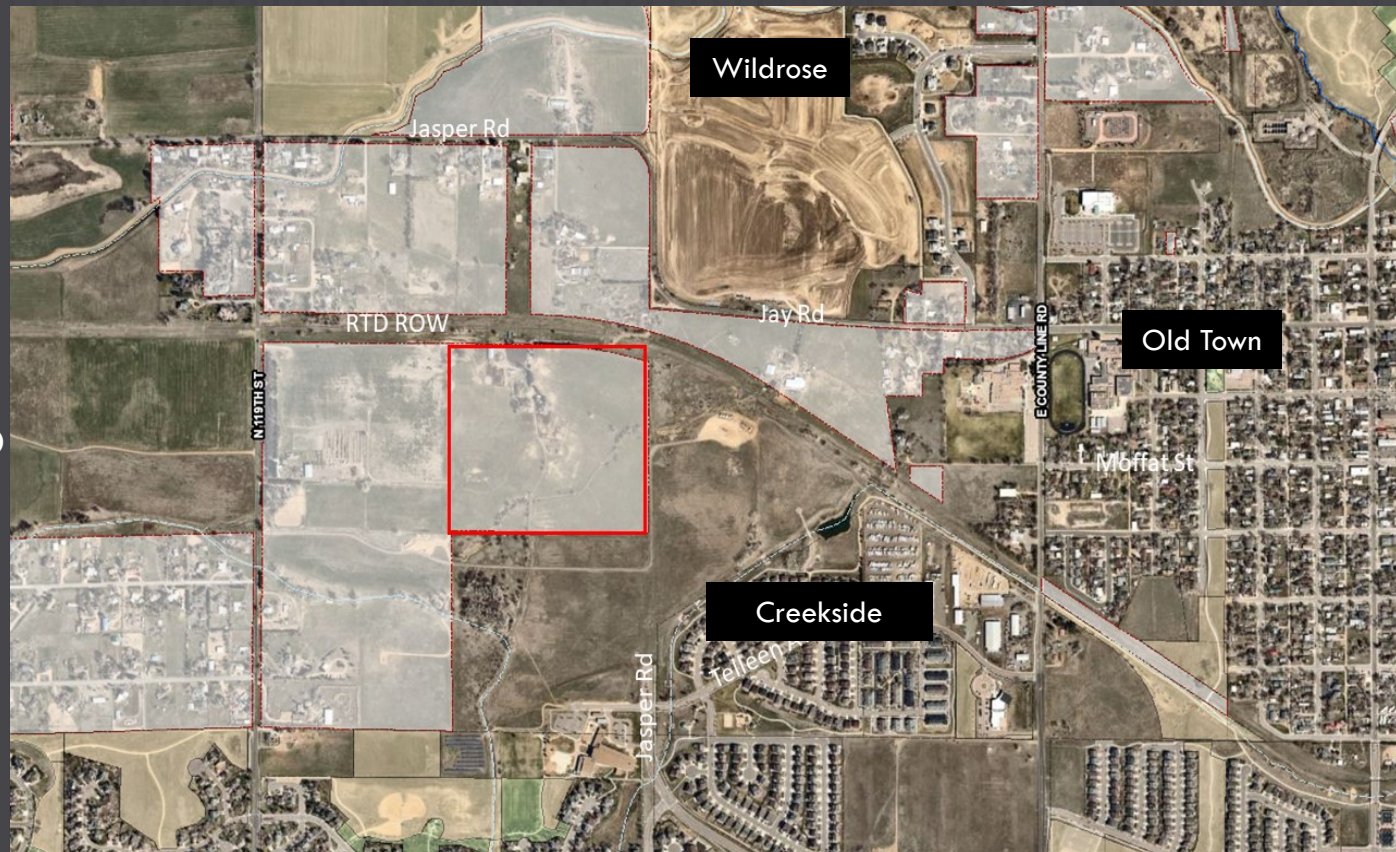 Wildrose
Jasper Rd
Jay Rd
RTD ROW
Old Town
E COUNTY LINE RD
N 119TH ST
Moffat St
Creekside
Telleen A
Jasper Rd